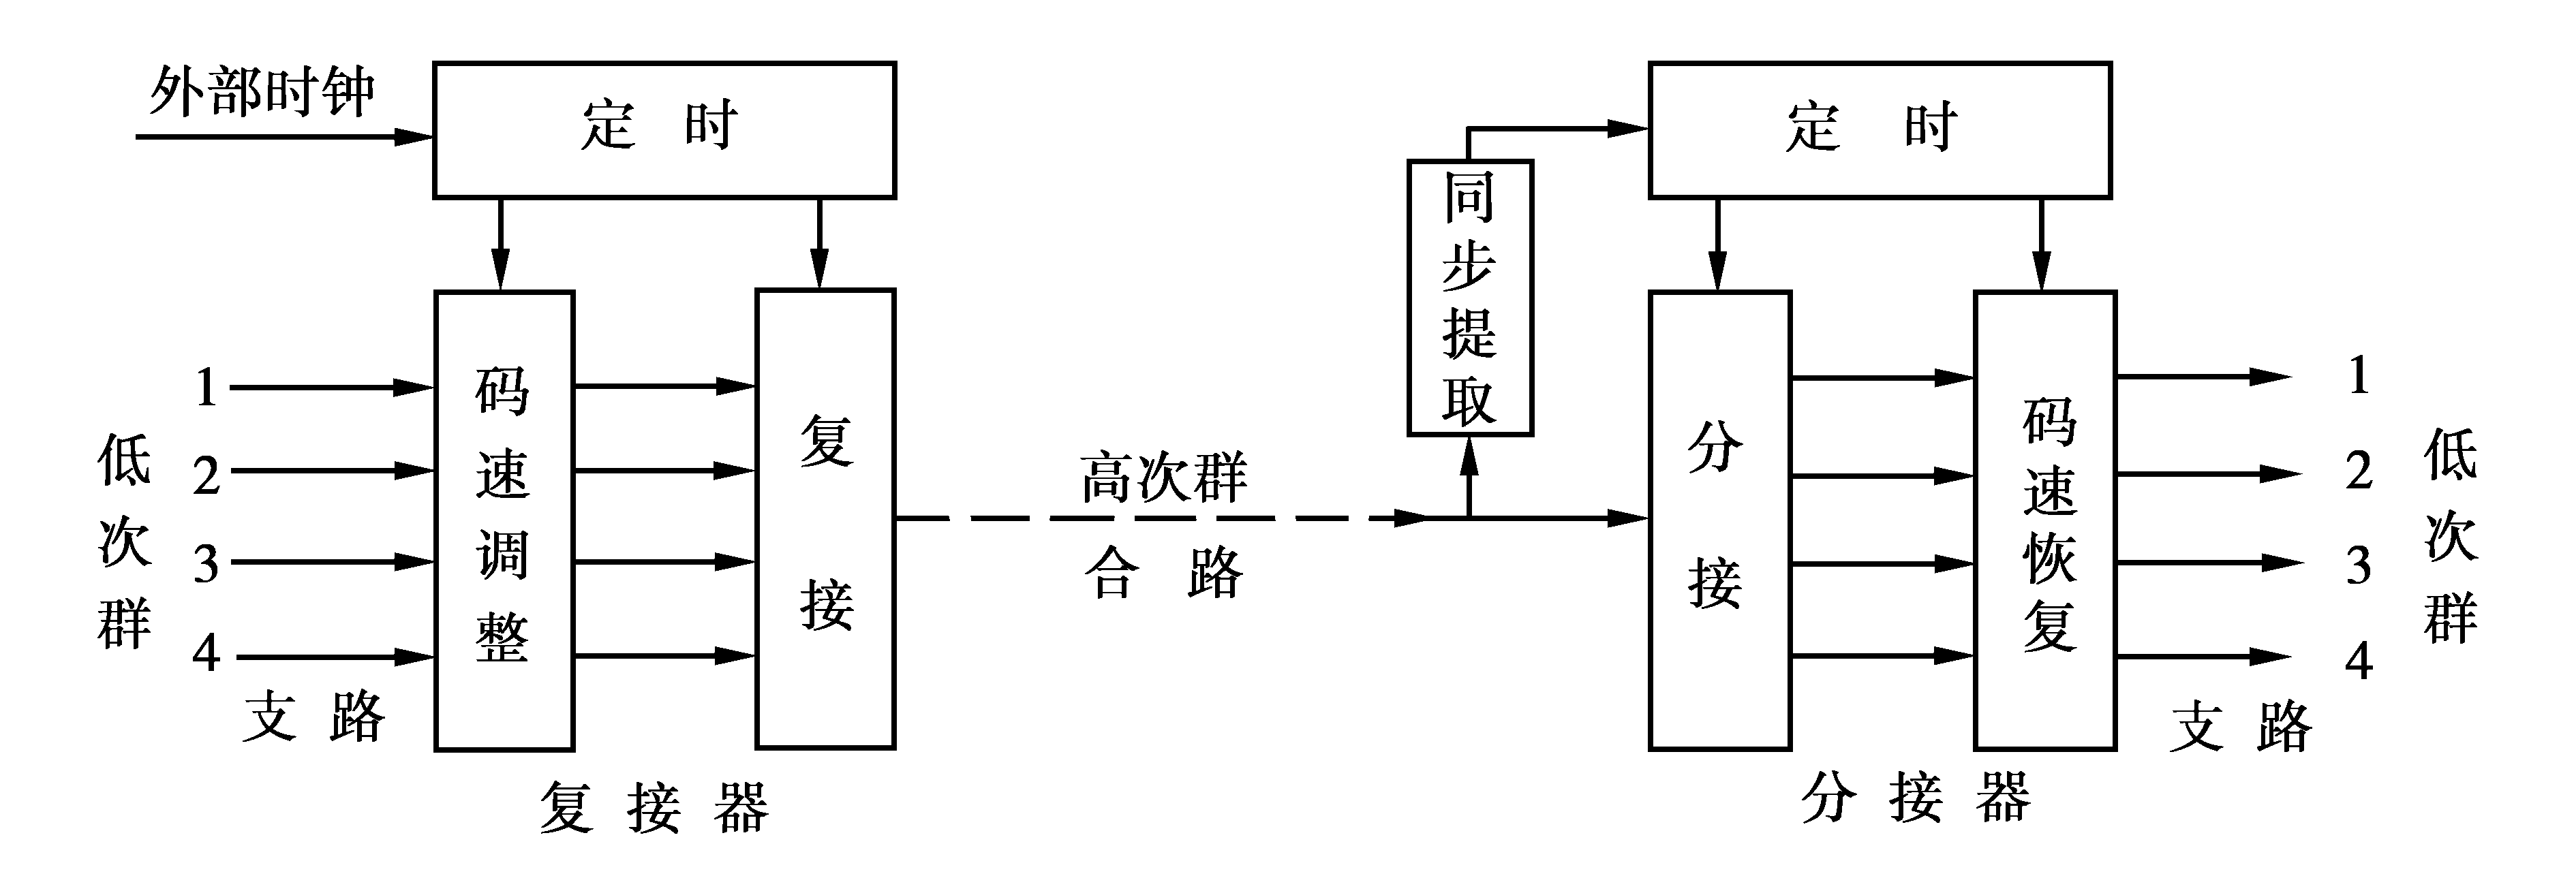 外部时钟
定 时
低次群
1
2
3
4
支 路
码速调整
复接
复 接 器
高次群
合 路
同步提取
定 时
分接
码速恢复
分 接 器
1
2
3
4
低次群
支 路